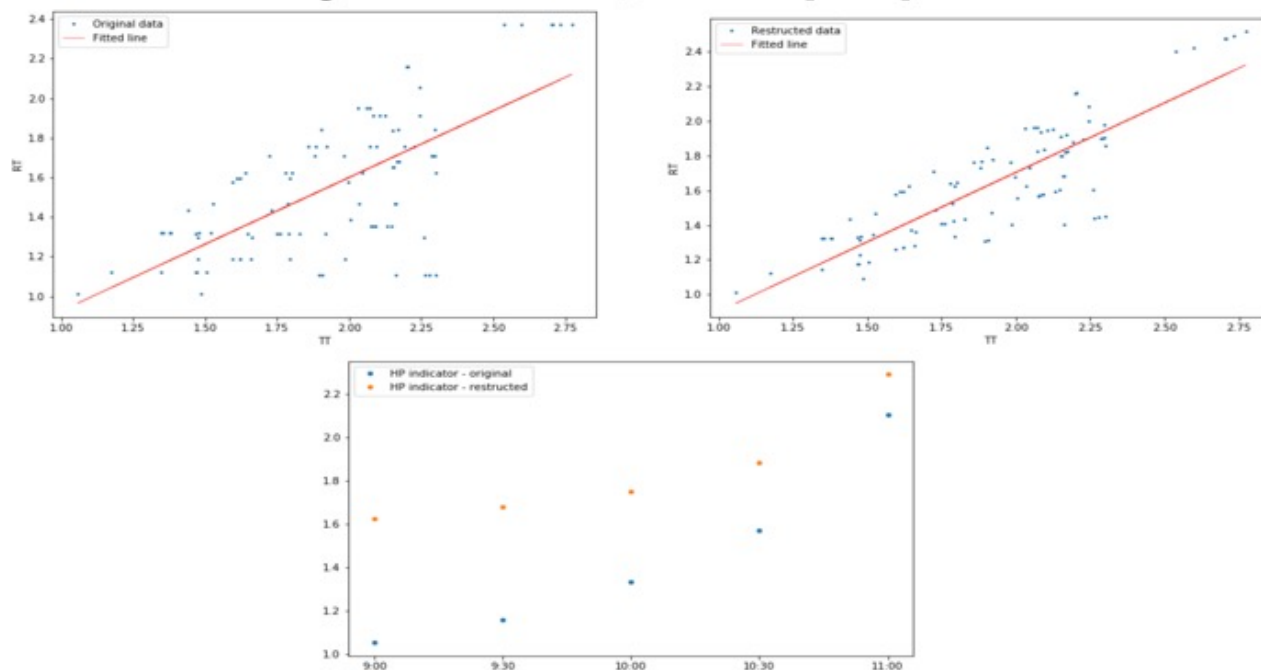 Original data
Fitted line
2.4
2.2
2.0
1.8
1.6
1.4
1.2
1.0
RT
1.00 1.25 1.50 1.75 2.00 2.25 2.50 2.75
TT
Restructed data
Fitted line
2.4
2.2
2.0
1.8
1.6
1.4
1.2
1.0
RT
1.00 1.25 1.50 1.75 2.00 2.25 2.50 2.75
TT
HP indicator - original
HP indicator - restructed
2.2
2.0
1.8
1.6
1.4
1.2
1.0
9:00 9:30 10:00 10:30 11:00